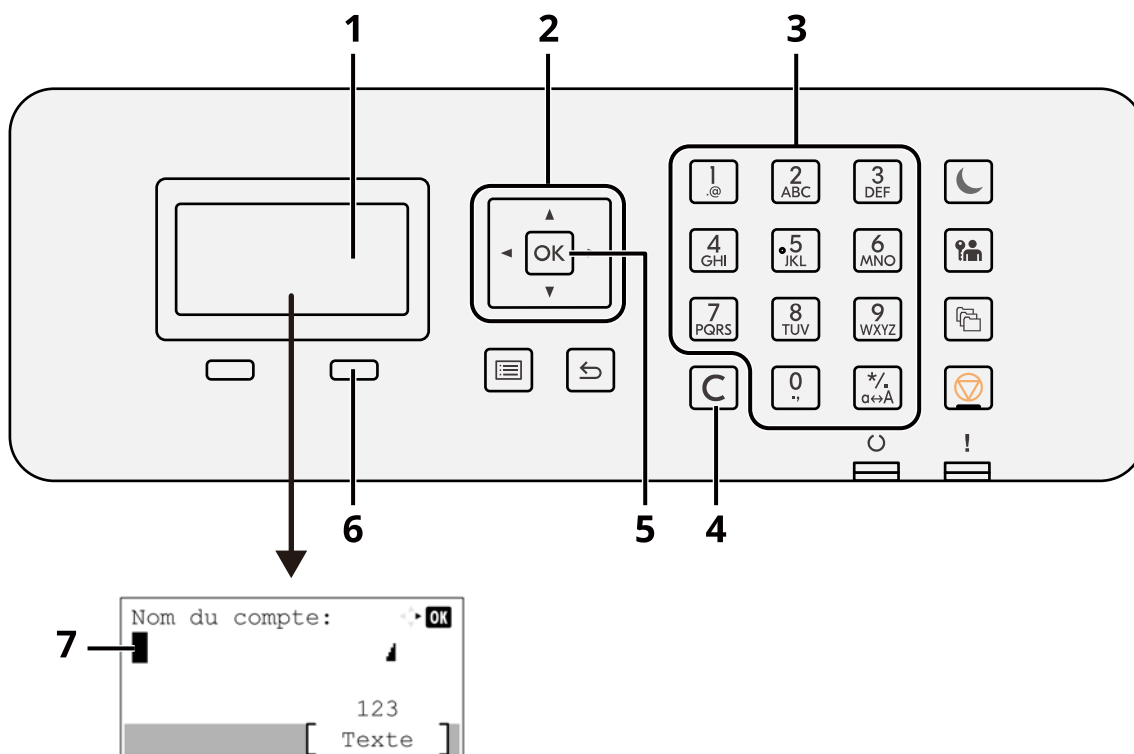 1 2 3
1 .@
2 ABC
3 DEF
OK
4 GHI
5 JKL
6 MNO
7 PQRS
8 TUV
9 WXYZ
C
0 .,
*/. a↔A
!
6 5 4
Nom du compte: OK
7
123
[ Texte ]